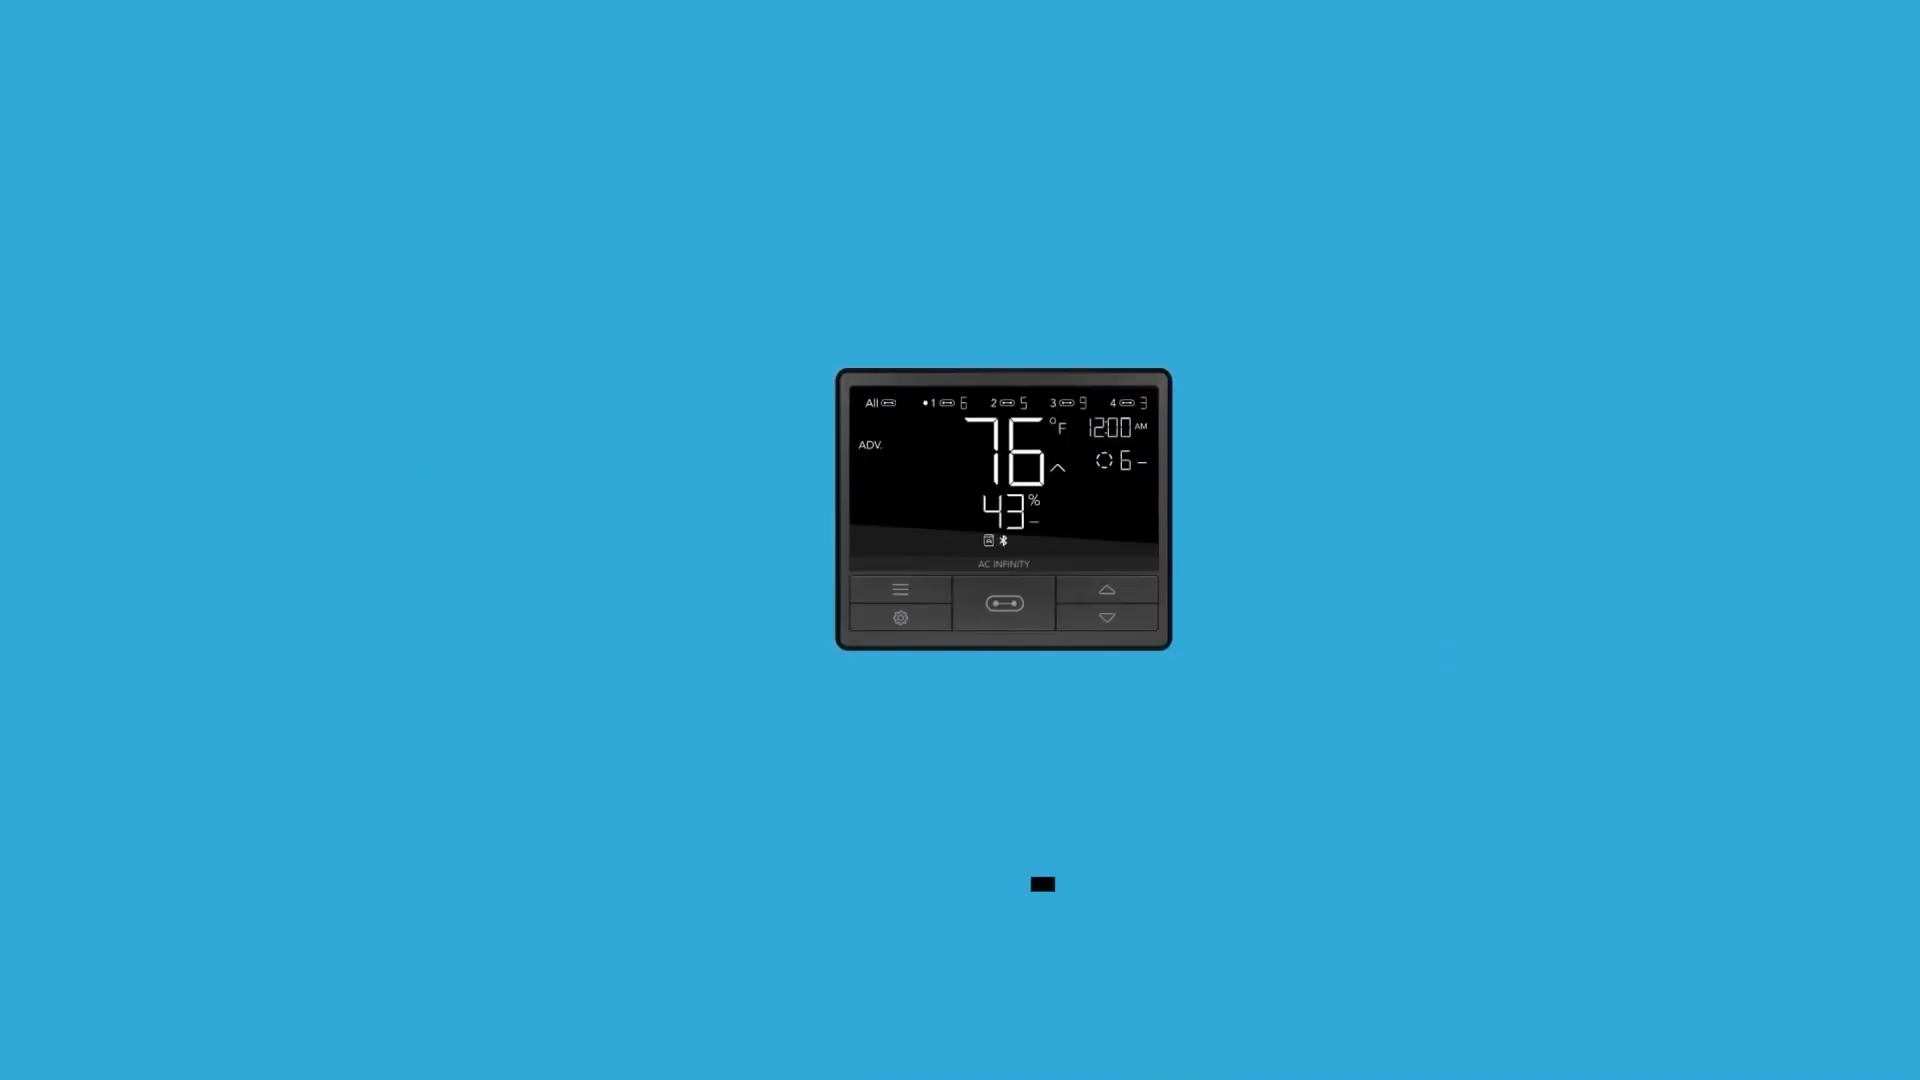 All 1 6 2 5 3 9 4 3
76 °F 12:00 AM
ADV.
6 –
43 %
AC INFINITY